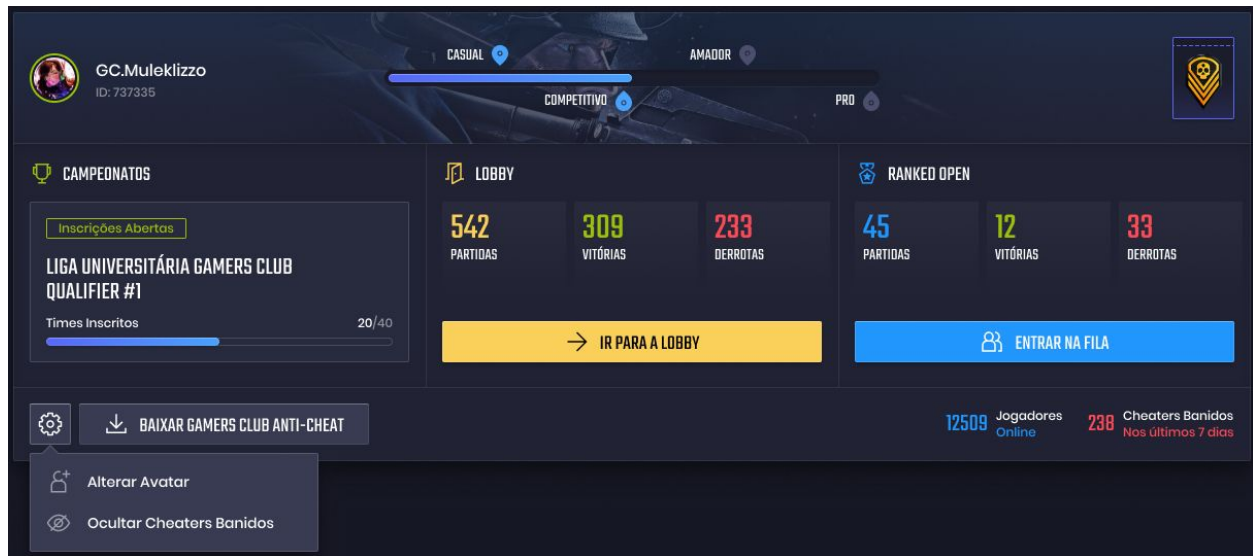 GC.Muleklizzo
ID: 737335
CASUAL
AMADOR
COMPETITIVO
PRO
CAMPEONATOS
Inscrições Abertas
LIGA UNIVERSITÁRIA GAMERS CLUB
QUALIFIER #1
Times Inscritos 20/40
LOBBY
542 309 233
PARTIDAS VITÓRIAS DERROTAS
IR PARA A LOBBY
RANKED OPEN
45 12 33
PARTIDAS VITÓRIAS DERROTAS
ENTRAR NA FILA
BAIXAR GAMERS CLUB ANTI-CHEAT
12509 Jogadores
Online
238 Cheaters Banidos
Nos últimos 7 dias
Alterar Avatar
Ocultar Cheaters Banidos